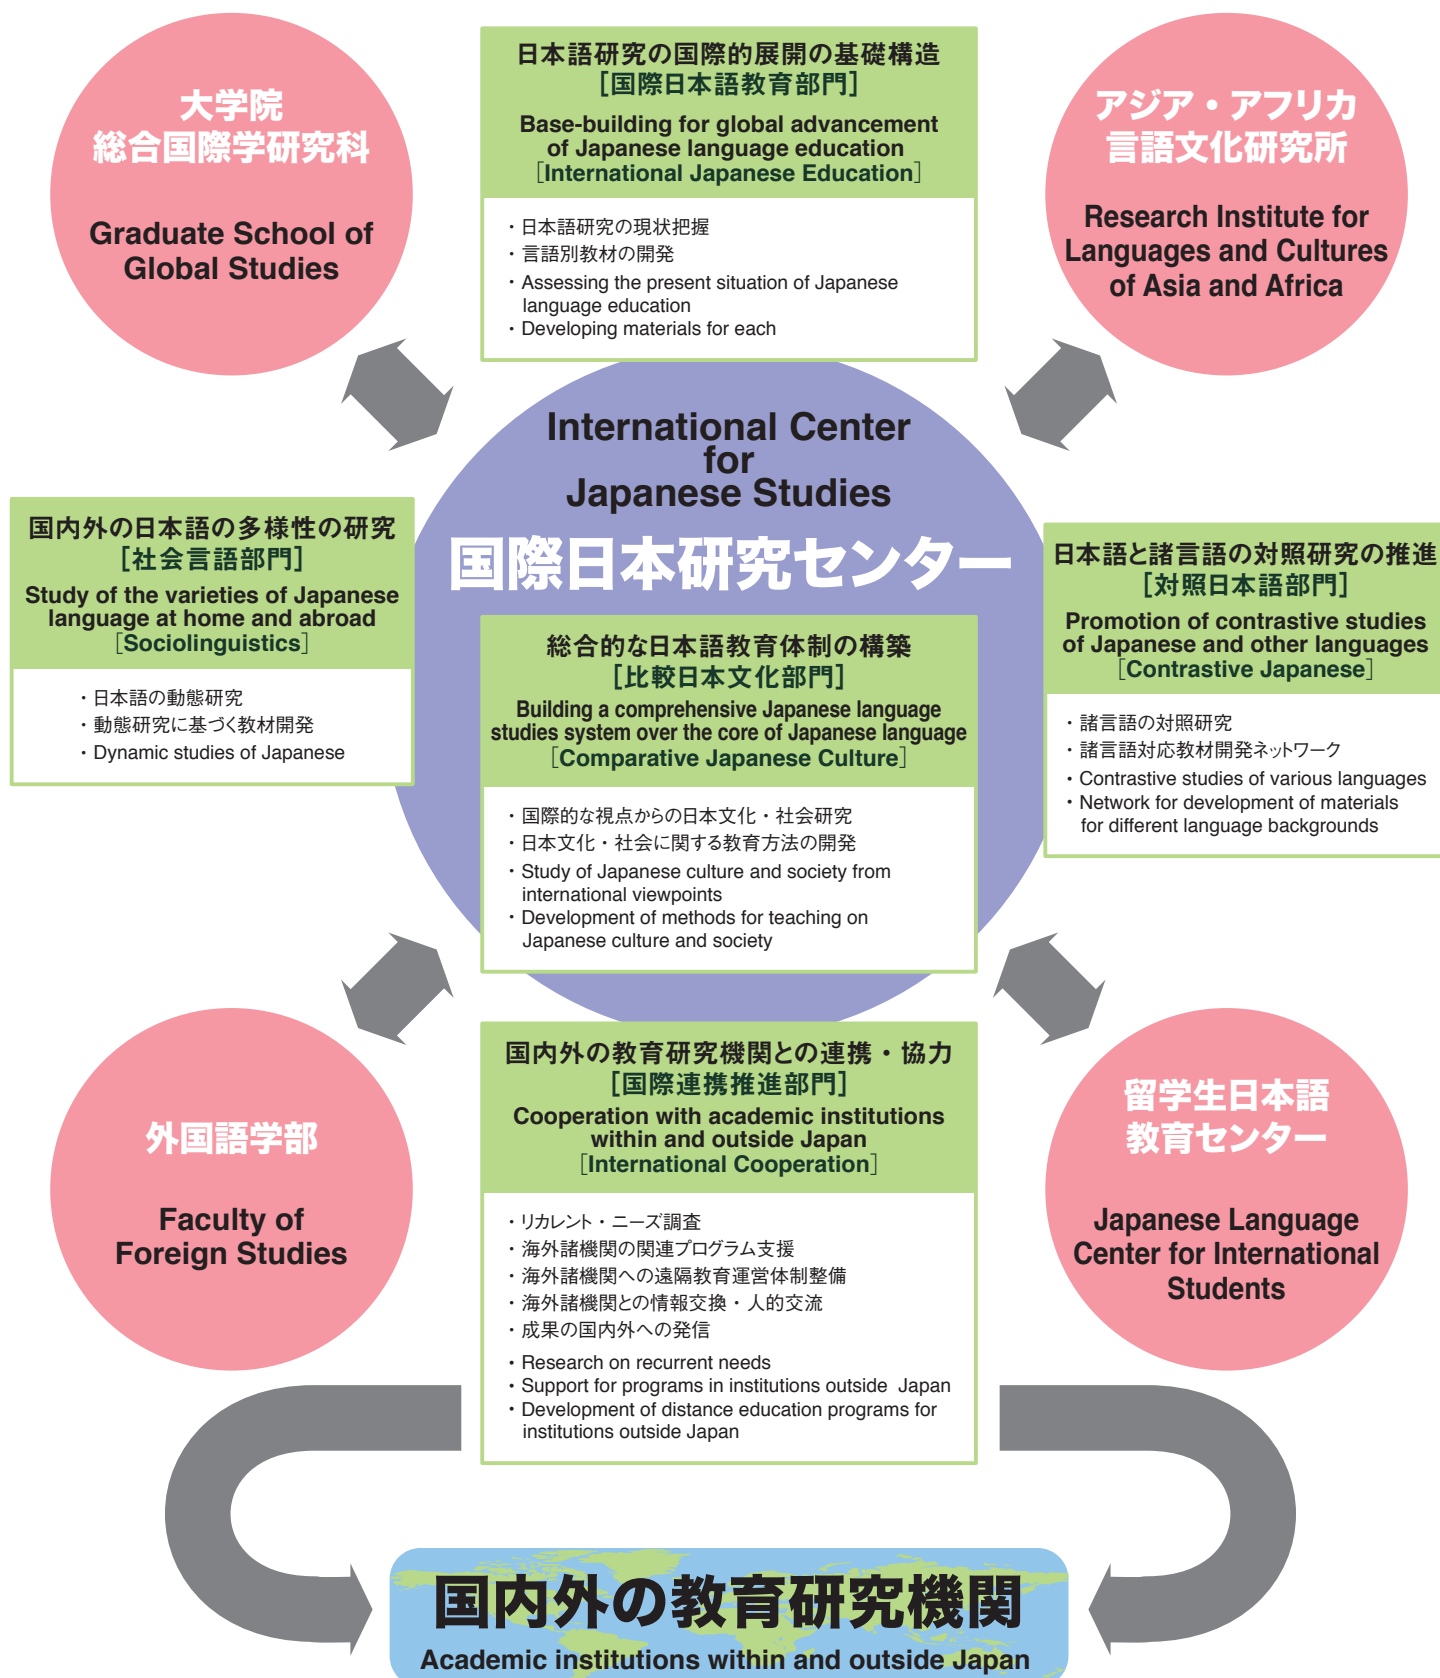 大学院
総合国際学研究科
Graduate School of
Global Studies
日本語研究の国際的展開の基礎構造
［国際日本語教育部門］
Base-building for global advancement
of Japanese language education
［International Japanese Education］
・日本語研究の現状把握
・言語別教材の開発
・Assessing the present situation of Japanese
language education
・Developing materials for each
アジア・アフリカ
言語文化研究所
Research Institute for
Languages and Cultures
of Asia and Africa
International Center
for
Japanese Studies
国際日本研究センター
国内外の日本語の多様性の研究
［社会言語部門］
Study of the varieties of Japanese
language at home and abroad
［Sociolinguistics］
・日本語の動態研究
・動態研究に基づく教材開発
・Dynamic studies of Japanese
総合的な日本語教育体制の構築
［比較日本文化部門］
Building a comprehensive Japanese language
studies system over the core of Japanese language
［Comparative Japanese Culture］
・国際的な視点からの日本文化・社会研究
・日本文化・社会に関する教育方法の開発
・Study of Japanese culture and society from
international viewpoints
・Development of methods for teaching on
Japanese culture and society
日本語と諸言語の対照研究の推進
［対照日本語部門］
Promotion of contrastive studies
of Japanese and other languages
［Contrastive Japanese］
・諸言語の対照研究
・諸言語対応教材開発ネットワーク
・Contrastive studies of various languages
・Network for development of materials
for different language backgrounds
外国語学部
Faculty of
Foreign Studies
国内外の教育研究機関との連携・協力
［国際連携推進部門］
Cooperation with academic institutions
within and outside Japan
［International Cooperation］
・リカレント・ニーズ調査
・海外諸機関の関連プログラム支援
・海外諸機関への遠隔教育運営体制整備
・海外諸機関との情報交換・人的交流
・成果の国内外への発信
・Research on recurrent needs
・Support for programs in institutions outside Japan
・Development of distance education programs for
institutions outside Japan
留学生日本語
教育センター
Japanese Language
Center for International
Students
国内外の教育研究機関
Academic institutions within and outside Japan